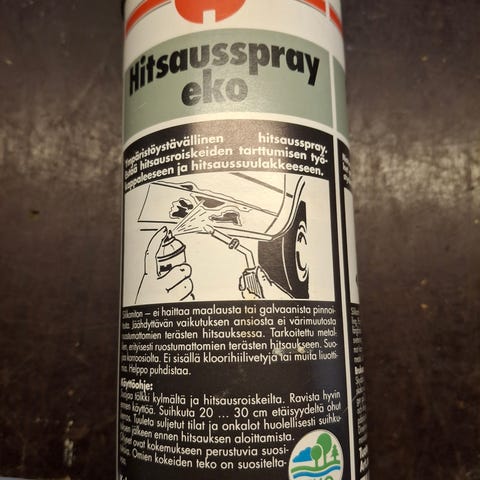 Hitsausspray
eko
Ympäristöystävällinen hitsausspray.
Estää hitsausroiskeiden tarttumisen työ-
kappaleeseen ja hitsaussuulakkeeseen.
Silikoniton — ei haittaa maalausta tai galvaanista pinnoi-
tusta. Jäähdyttävän vaikutuksen ansiosta ei värimuutosta
ruostumattomien terästen hitsauksessa. Tarkoitettu metal-
lien, erityisesti ruostumattomien terästen hitsaukseen. Suo-
jaa korroosiolta. Ei sisällä kloorihiilivetyjä tai muita liuotti-
mia. Helppo puhdistaa.
Käyttöohje:
Suojaa tölkki kylmältä ja hitsausroiskeilta. Ravista hyvin
ennen käyttöä. Suihkuta 20 ... 30 cm etäisyydeltä ohut
kerros. Tuuleta suljetut tilat ja onkalot huolellisesti suihku-
tuksen jälkeen ennen hitsauksen aloittamista.
Ohjeet ovat kokemukseen perustuvia suosi-
tuksia. Omien kokeiden teko on suositelta-